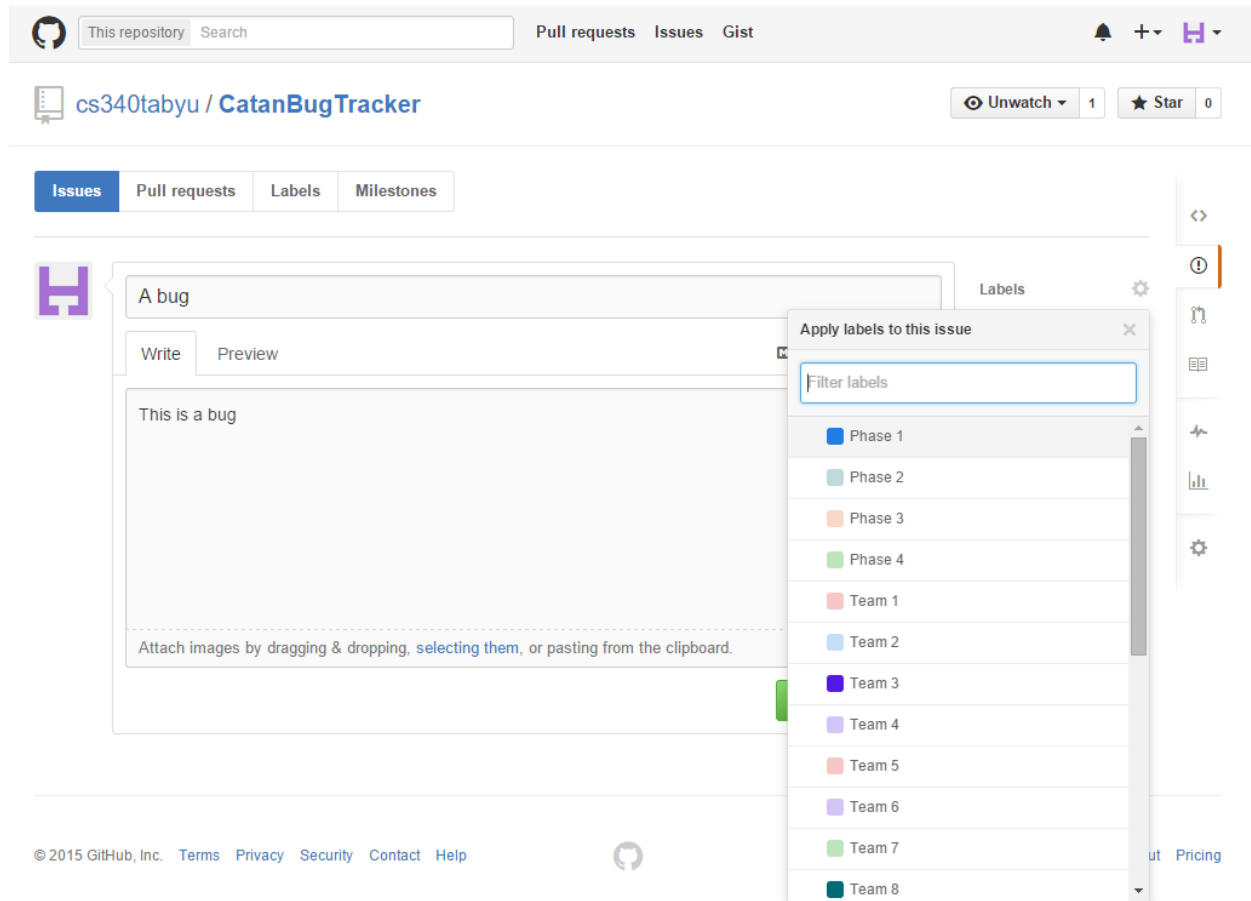 This repository Search Pull requests Issues Gist
cs340tabyu / CatanBugTracker Unwatch 1 Star 0
Issues Pull requests Labels Milestones
A bug
Labels
Write Preview
This is a bug
Attach images by dragging & dropping, selecting them, or pasting from the clipboard.
Apply labels to this issue
Filter labels
Phase 1
Phase 2
Phase 3
Phase 4
Team 1
Team 2
Team 3
Team 4
Team 5
Team 6
Team 7
Team 8
© 2015 GitHub, Inc. Terms Privacy Security Contact Help
Pricing